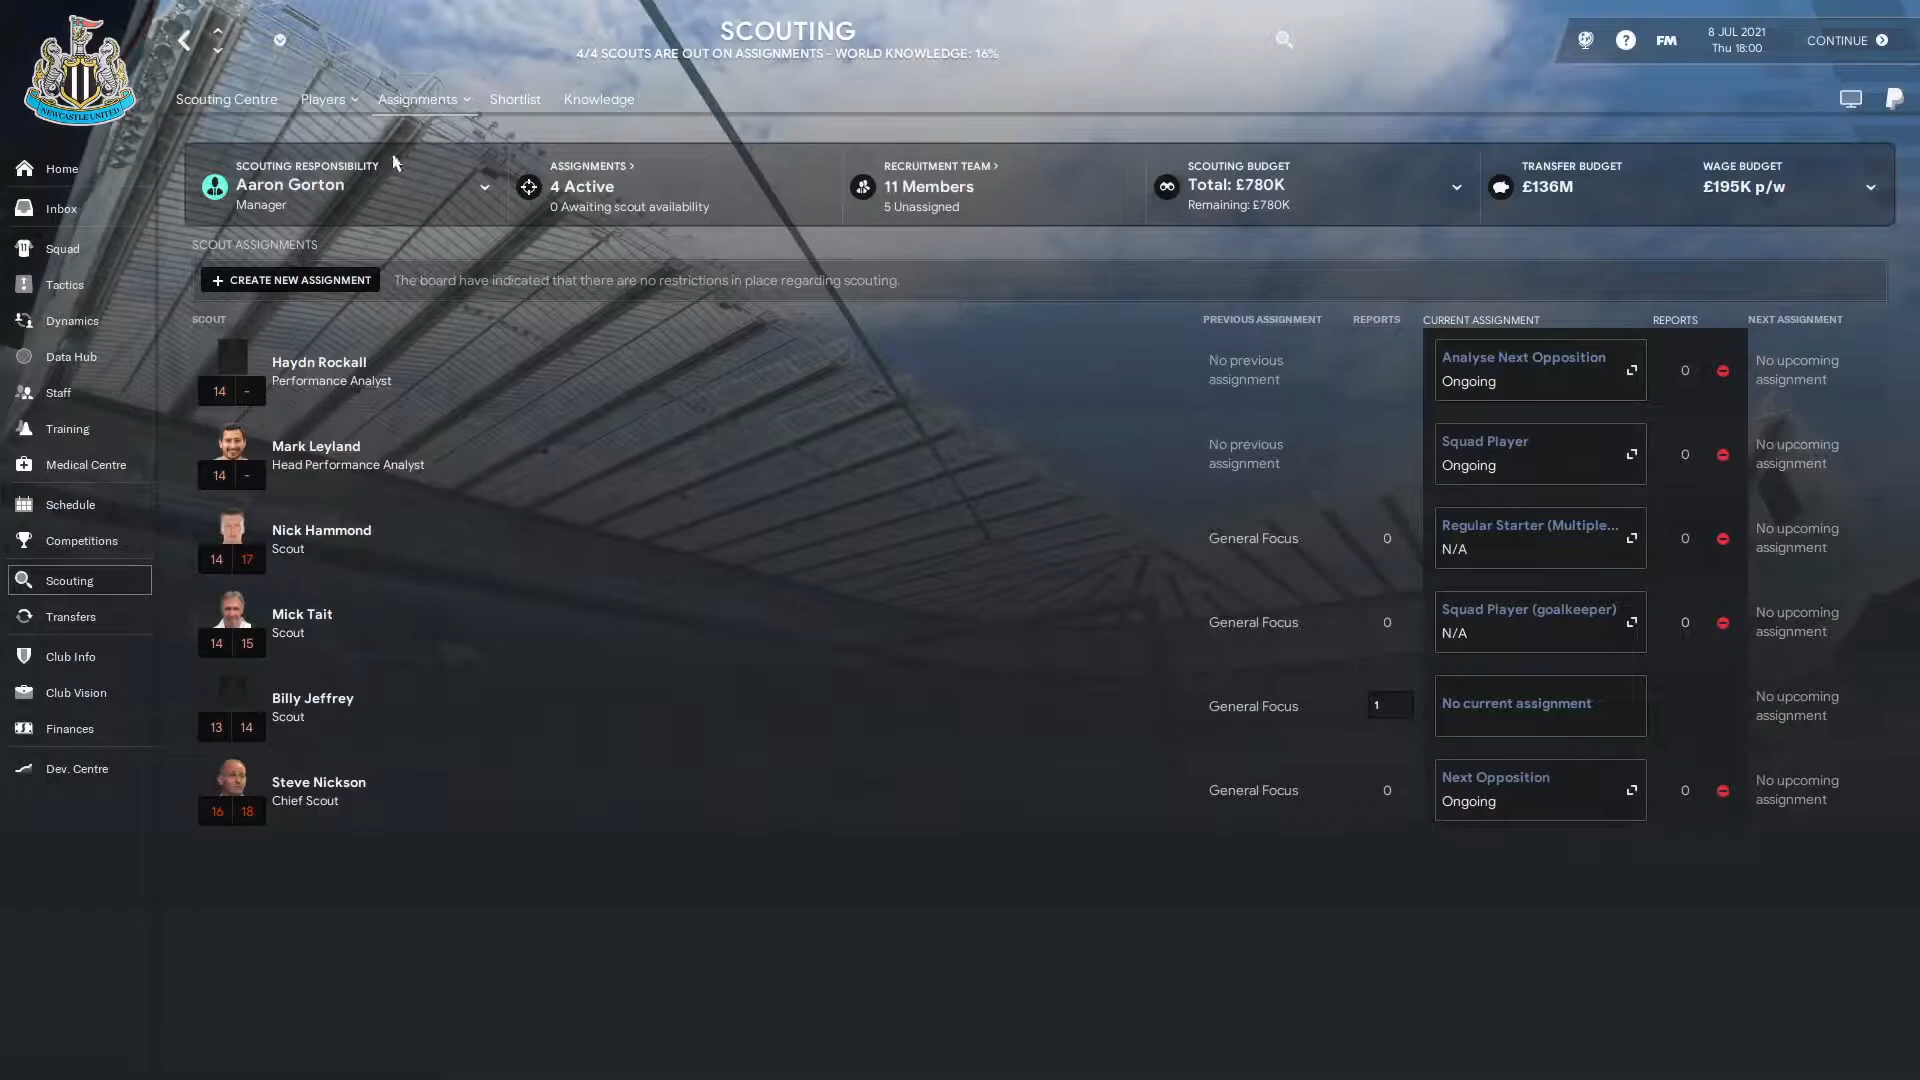 SCOUTING
4/4 SCOUTS ARE OUT ON ASSIGNMENTS - WORLD KNOWLEDGE: 16%
FM
8 JUL 2021
Thu 18:00
CONTINUE
NEWCASTLE UNITED
Scouting Centre
Players
Assignments
Shortlist
Knowledge
Home
Inbox
Squad
Tactics
Dynamics
Data Hub
Staff
Training
Medical Centre
Schedule
Competitions
Scouting
Transfers
Club Info
Club Vision
Finances
Dev. Centre
SCOUTING RESPONSIBILITY
Aaron Gorton
Manager
ASSIGNMENTS >
4 Active
0 Awaiting scout availability
RECRUITMENT TEAM >
11 Members
5 Unassigned
SCOUTING BUDGET
Total: £780K
Remaining: £780K
TRANSFER BUDGET
£136M
WAGE BUDGET
£195K p/w
SCOUT ASSIGNMENTS
+ CREATE NEW ASSIGNMENT
The board have indicated that there are no restrictions in place regarding scouting.
SCOUT
PREVIOUS ASSIGNMENT
REPORTS
CURRENT ASSIGNMENT
REPORTS
NEXT ASSIGNMENT
Haydn Rockall
Performance Analyst
14 -
No previous
assignment
Analyse Next Opposition
Ongoing
0
No upcoming
assignment
Mark Leyland
Head Performance Analyst
14 -
No previous
assignment
Squad Player
Ongoing
0
No upcoming
assignment
Nick Hammond
Scout
14 17
General Focus
0
Regular Starter (Multiple...
N/A
0
No upcoming
assignment
Mick Tait
Scout
14 15
General Focus
0
Squad Player (goalkeeper)
N/A
0
No upcoming
assignment
Billy Jeffrey
Scout
13 14
General Focus
1
No current assignment
No upcoming
assignment
Steve Nickson
Chief Scout
16 18
General Focus
0
Next Opposition
Ongoing
0
No upcoming
assignment